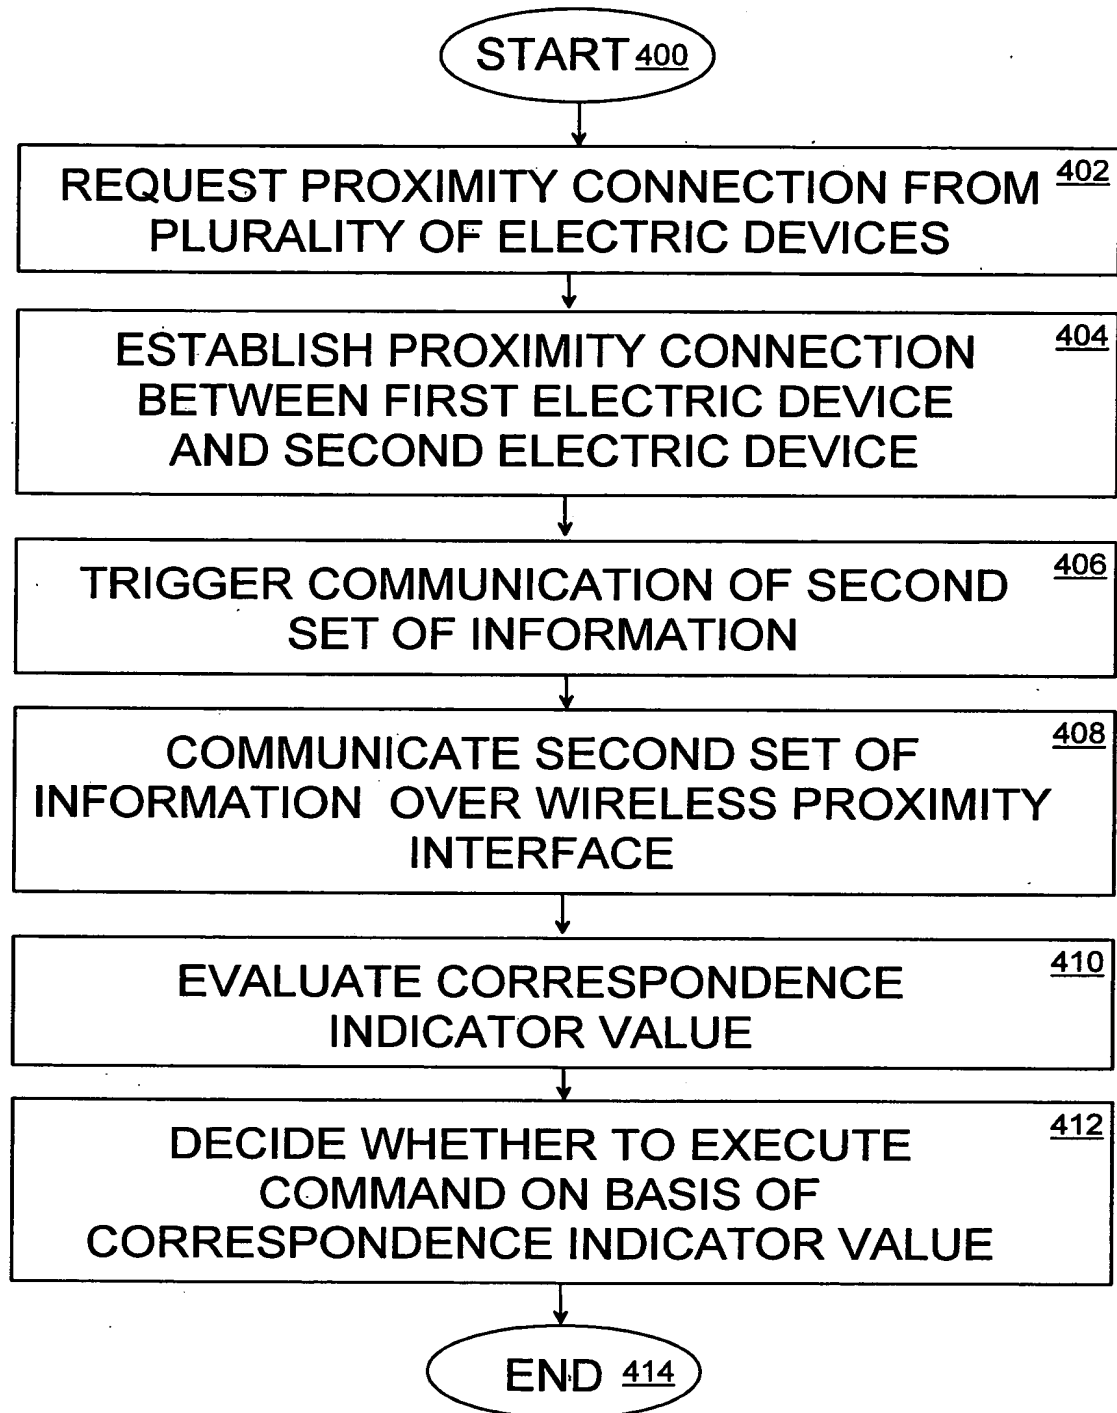 START 400
REQUEST PROXIMITY CONNECTION FROM 402
PLURALITY OF ELECTRIC DEVICES
ESTABLISH PROXIMITY CONNECTION 404
BETWEEN FIRST ELECTRIC DEVICE
AND SECOND ELECTRIC DEVICE
TRIGGER COMMUNICATION OF SECOND 406
SET OF INFORMATION
COMMUNICATE SECOND SET OF 408
INFORMATION OVER WIRELESS PROXIMITY
INTERFACE
EVALUATE CORRESPONDENCE 410
INDICATOR VALUE
DECIDE WHETHER TO EXECUTE 412
COMMAND ON BASIS OF
CORRESPONDENCE INDICATOR VALUE
END 414